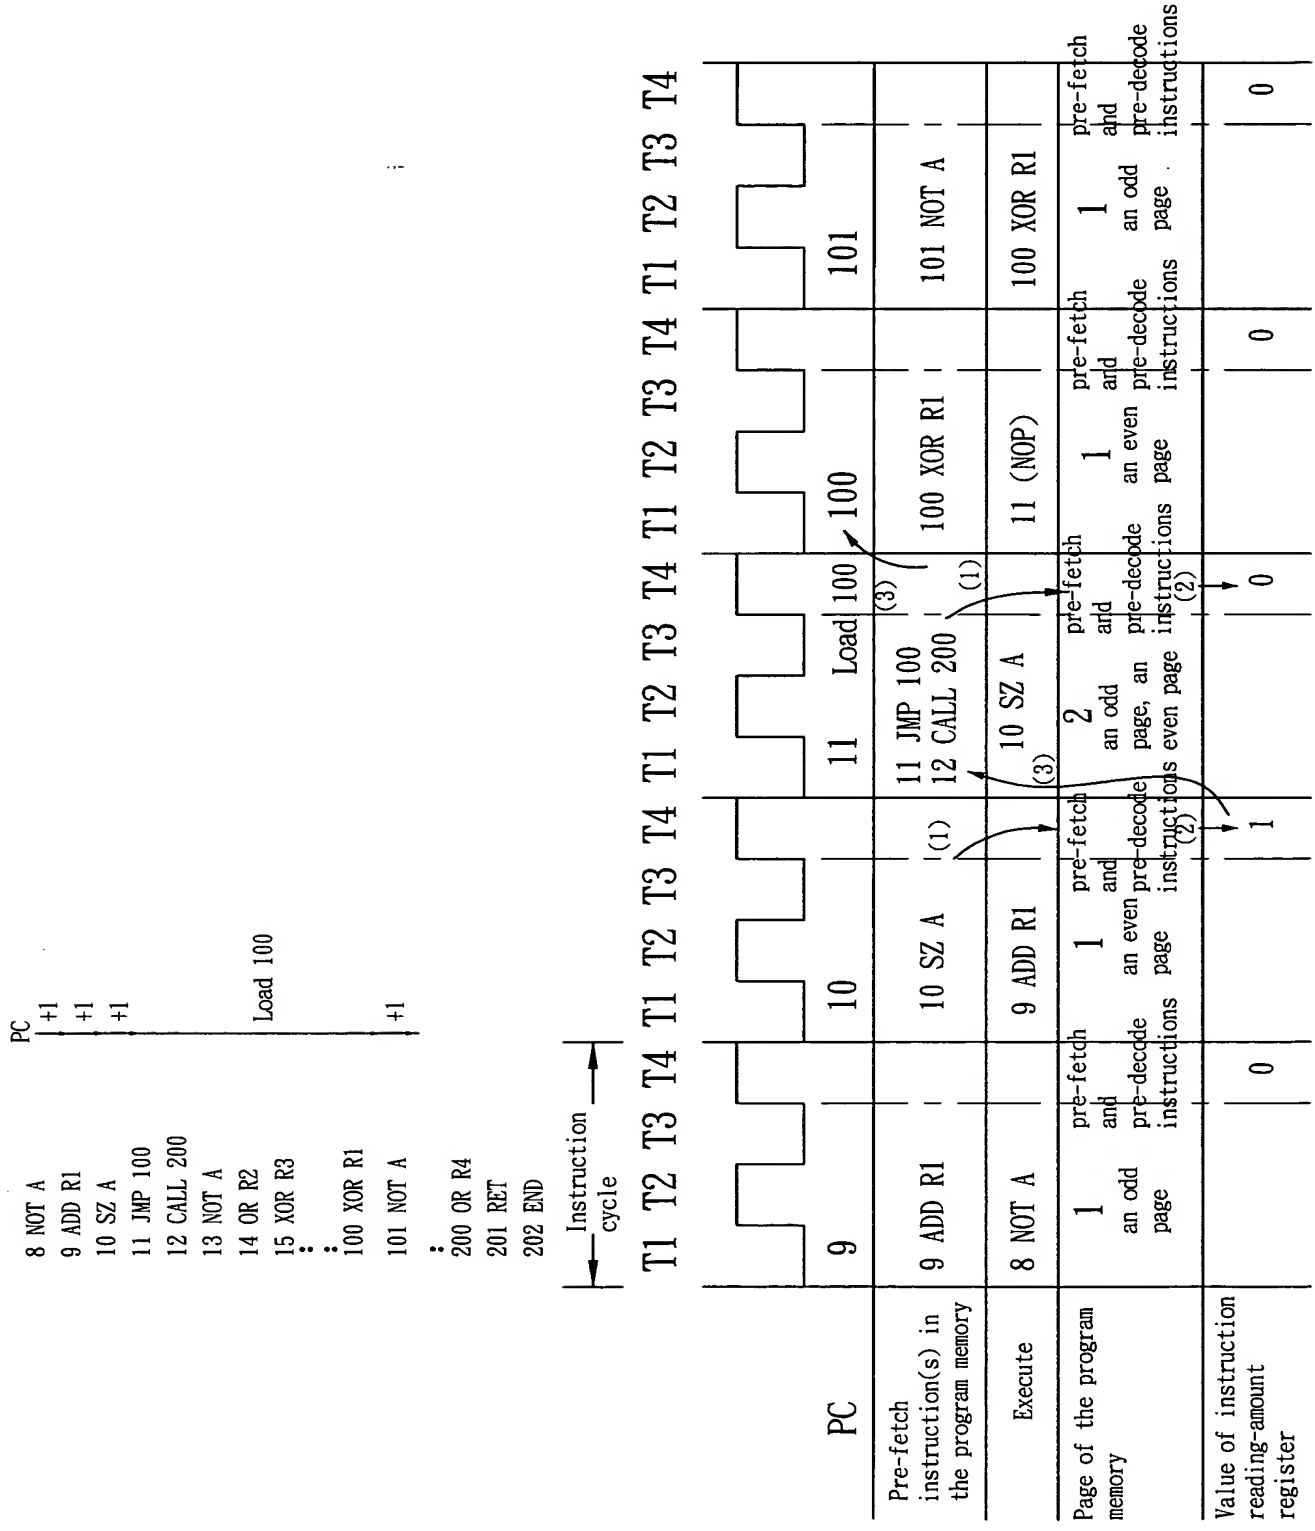 PC
8 NOT A
+1
9 ADD R1
+1
10 SZ A
+1
11 JMP 100
12 CALL 200
13 NOT A
14 OR R2
Load 100
15 XOR R3
:
:
100 XOR R1
101 NOT A
+1
:
200 OR R4
201 RET
202 END
Instruction
cycle
T1 T2 T3 T4 T1 T2 T3 T4 T1 T2 T3 T4 T1 T2 T3 T4 T1 T2 T3 T4
PC
9
10
11 Load 100
100
101
Pre-fetch
instruction(s) in
the program memory
9 ADD R1
10 SZ A
(1)
11 JMP 100
12 CALL 200
(3)
(1)
100 XOR R1
101 NOT A
Execute
8 NOT A
9 ADD R1
10 SZ A
(3)
11 (NOP)
100 XOR R1
Page of the program
memory
1
an odd
page
pre-fetch
and
pre-decode
instructions
1
an even
page
pre-fetch
and
pre-decode
instructions
(2)
2
an odd
page, an
even page
pre-fetch
and
pre-decode
instructions
(2)
1
an even
page
pre-fetch
and
pre-decode
instructions
1
an odd
page
pre-fetch
and
pre-decode
instructions
Value of instruction
reading-amount
register
0
1
0
0
0